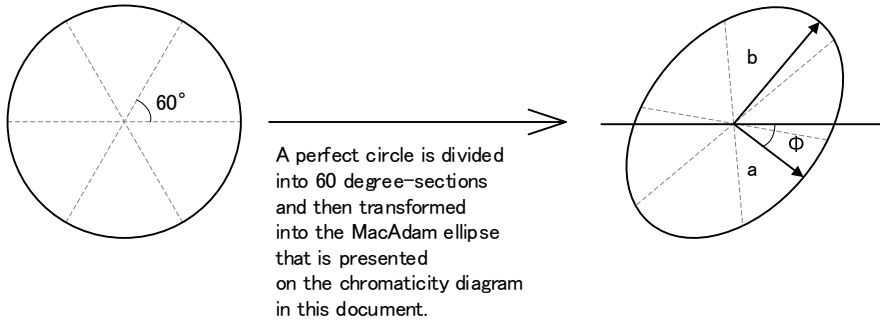 60°
A perfect circle is divided
into 60 degree-sections
and then transformed
into the MacAdam ellipse
that is presented
on the chromaticity diagram
in this document.
b
Φ
a